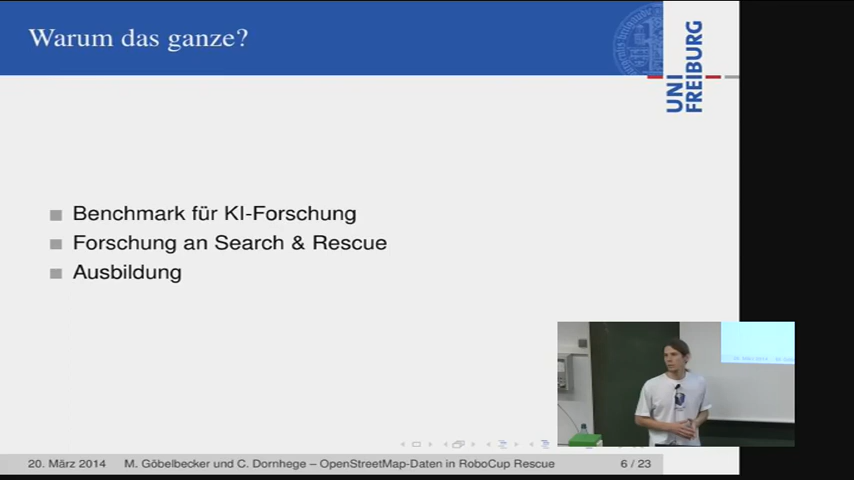 Warum das ganze?
UNI
FREIBURG
Benchmark für KI-Forschung
Forschung an Search & Rescue
Ausbildung
20. März 2014 M. Göbelbecker und C. Dornhege – OpenStreetMap-Daten in RoboCup Rescue 6 / 23